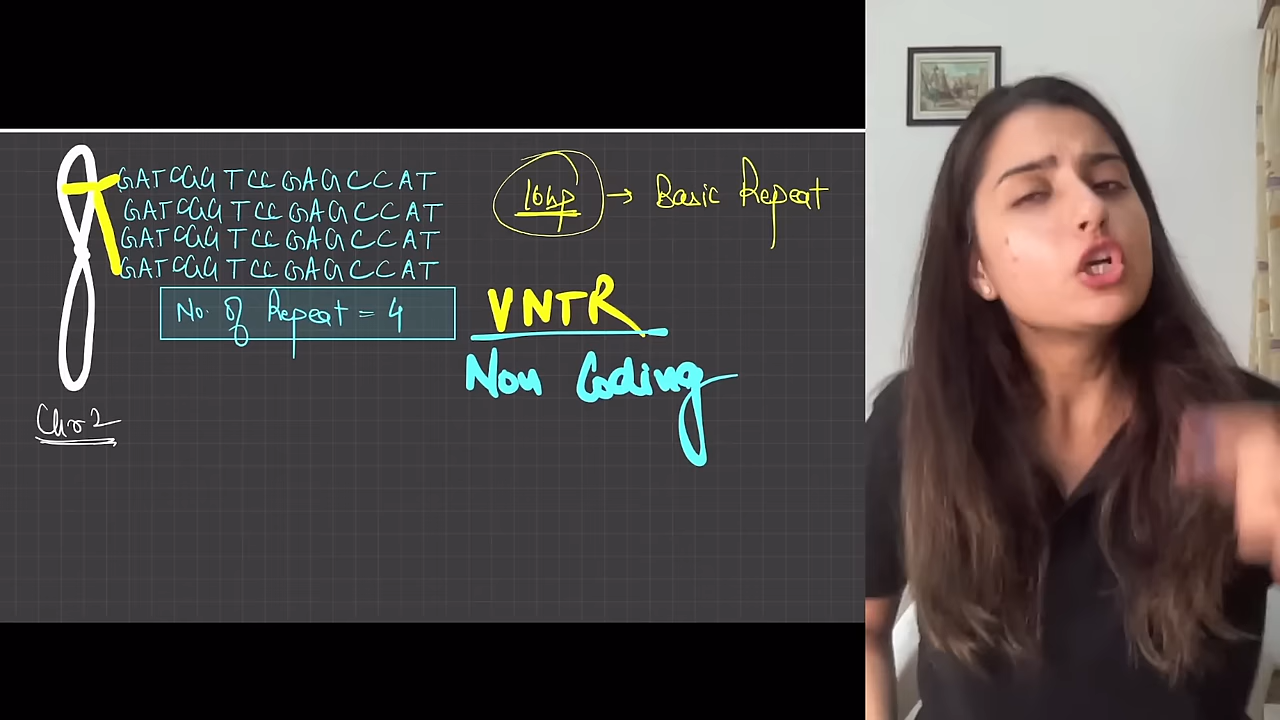 GATCGGTCCGAGCCAT
GATCGGTCCGAGCCAT
GATCGGTCCGAGCCAT
GATCGGTCCGAGCCAT
No. of Repeat = 4
Chr 2
16bp → Basic Repeat
VNTR
Non Coding